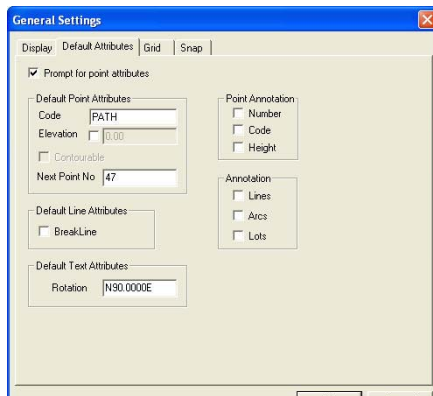 General Settings
Display Default Attributes Grid Snap
Prompt for point attributes
Default Point Attributes
Code PATH
Elevation 0.00
Contourable
Next Point No 47
Default Line Attributes
BreakLine
Default Text Attributes
Rotation N90.0000E
Point Annotation
Number
Code
Height
Annotation
Lines
Arcs
Lots